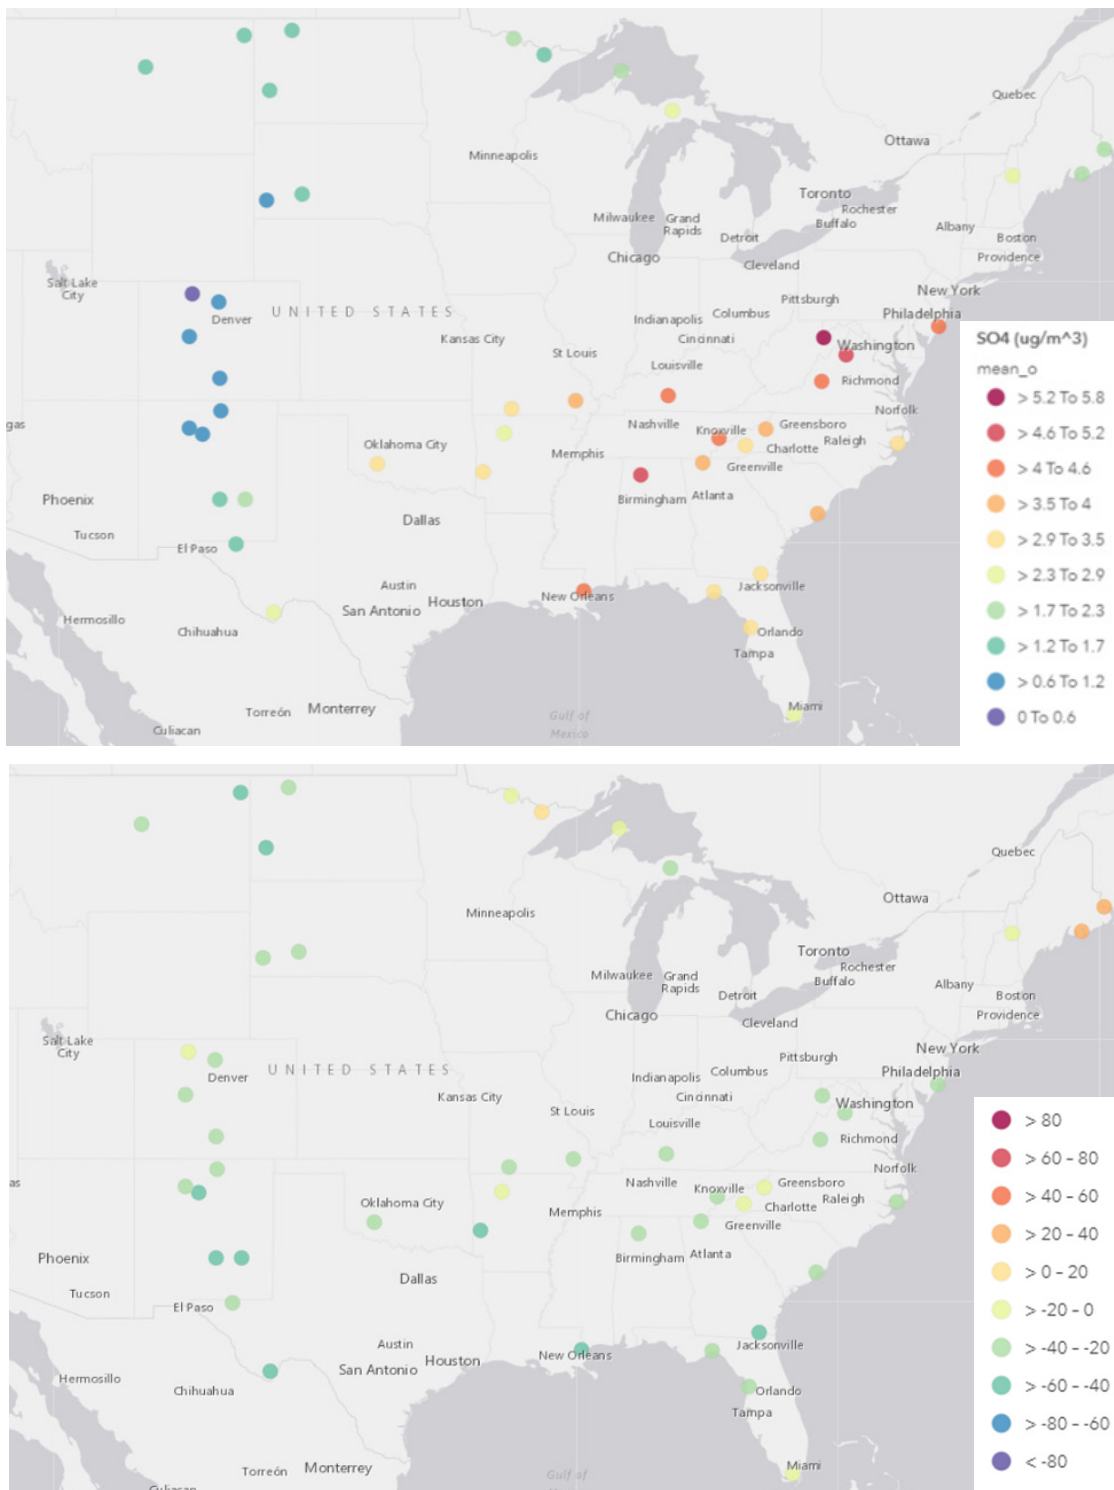 Quebec
Ottawa
Minneapolis
Toronto
Rochester
Milwaukee
Grand
Rapids
Buffalo
Albany
Detroit
Boston
Chicago
Cleveland
Providence
Salt Lake
City
New York
Pittsburgh
UNITED STATES
Denver
Indianapolis
Columbus
Philadelphia
Kansas City
Cincinnati
Washington
St Louis
Louisville
Richmond
Norfolk
gas
Nashville
Knoxville
Greensboro
Oklahoma City
Memphis
Charlotte
Raleigh
Greenville
Phoenix
Birmingham
Atlanta
Tucson
Dallas
El Paso
Austin
Jacksonville
New Orleans
Houston
San Antonio
Hermosillo
Chihuahua
Orlando
Tampa
Torreón
Monterrey
Miami
Gulf of
Mexico
Culiacan
SO4 (ug/m^3)
mean_o
> 5.2 To 5.8
> 4.6 To 5.2
> 4 To 4.6
> 3.5 To 4
> 2.9 To 3.5
> 2.3 To 2.9
> 1.7 To 2.3
> 1.2 To 1.7
> 0.6 To 1.2
0 To 0.6
Quebec
Ottawa
Minneapolis
Toronto
Rochester
Milwaukee
Grand
Rapids
Buffalo
Albany
Detroit
Boston
Chicago
Cleveland
Providence
Salt Lake
City
New York
Pittsburgh
UNITED STATES
Denver
Indianapolis
Columbus
Philadelphia
Kansas City
Cincinnati
Washington
St Louis
Louisville
Richmond
Norfolk
as
Nashville
Knoxville
Greensboro
Oklahoma City
Memphis
Charlotte
Raleigh
Greenville
Phoenix
Birmingham
Atlanta
Tucson
Dallas
El Paso
Austin
Jacksonville
New Orleans
Houston
San Antonio
Hermosillo
Chihuahua
Orlando
Tampa
Torreón
Monterrey
Miami
Gulf of
> 80
> 60 - 80
> 40 - 60
> 20 - 40
> 0 - 20
> -20 - 0
> -40 - -20
> -60 - -40
> -80 - -60
< -80